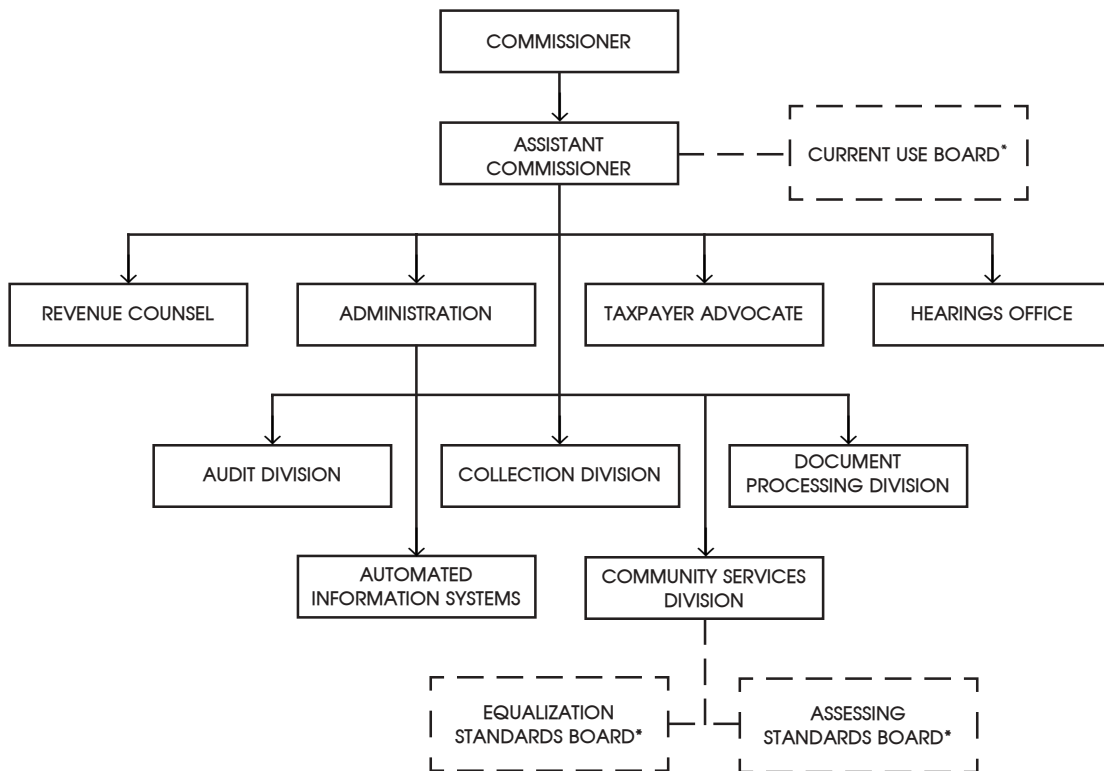 COMMISSIONER
ASSISTANT
COMMISSIONER
CURRENT USE BOARD*
REVENUE COUNSEL
ADMINISTRATION
TAXPAYER ADVOCATE
HEARINGS OFFICE
AUDIT DIVISION
COLLECTION DIVISION
DOCUMENT
PROCESSING DIVISION
AUTOMATED
INFORMATION SYSTEMS
COMMUNITY SERVICES
DIVISION
EQUALIZATION
STANDARDS BOARD*
ASSESSING
STANDARDS BOARD*